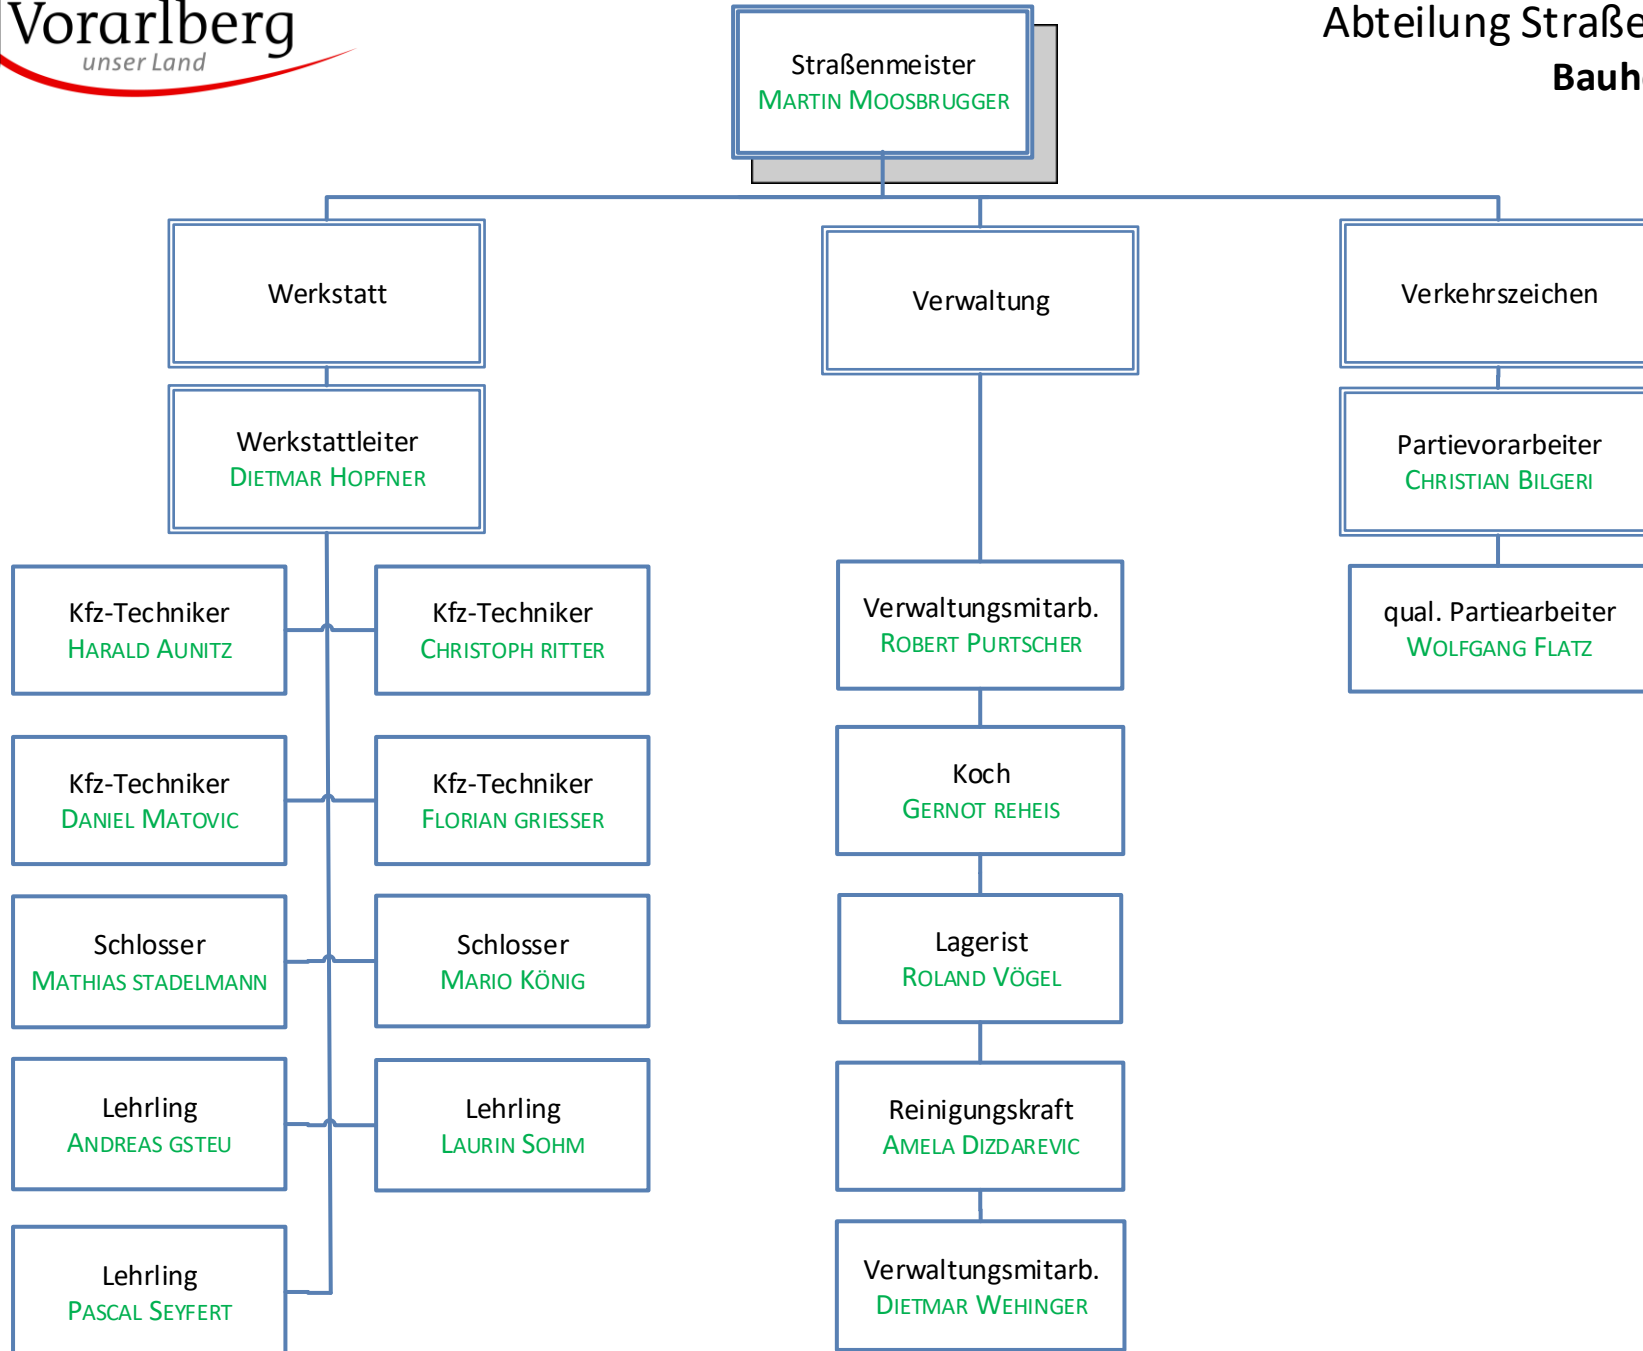 Vorarlberg
unser Land
Abteilung Straße
Bauh
Straßenmeister
MARTIN MOOSBRUGGER
Werkstatt
Verwaltung
Verkehrszeichen
Werkstattleiter
DIETMAR HOPFNER
Partievorarbeiter
CHRISTIAN BILGERI
Kfz-Techniker
HARALD AUNITZ
Kfz-Techniker
CHRISTOPH RITTER
Verwaltungsmitarb.
ROBERT PURTSCHER
qual. Partiearbeiter
WOLFGANG FLATZ
Kfz-Techniker
DANIEL MATOVIC
Kfz-Techniker
FLORIAN GRIESSER
Koch
GERNOT REHEIS
Schlosser
MATHIAS STADELMANN
Schlosser
MARIO KÖNIG
Lagerist
ROLAND VÖGEL
Lehrling
ANDREAS GSTEU
Lehrling
LAURIN SOHM
Reinigungskraft
AMELA DIZDAREVIC
Lehrling
PASCAL SEYFERT
Verwaltungsmitarb.
DIETMAR WEHINGER